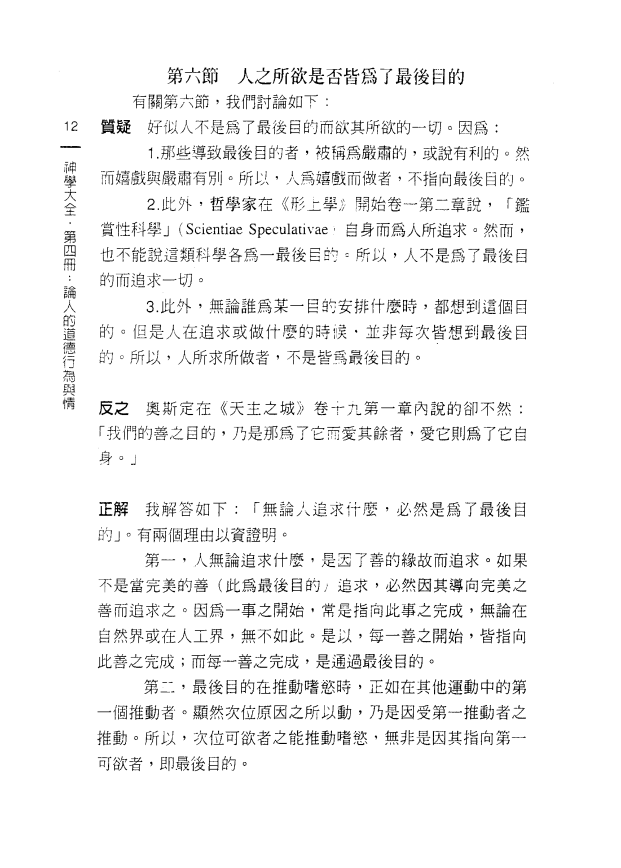 第六節　人之所欲是否皆爲了最後目的
有關第六節，我們討論如下：
質疑　好似人不是爲了最後目的而欲其所欲的一切。因爲：
1.那些導致最後目的者，被稱爲嚴肅的，或說有利的。然
而嬉戲與嚴肅有別。所以，人爲嬉戲而做者，不指向最後目的。
2.此外，哲學家在《形上學》開始卷一第二章說，「鑑
賞性科學」(Scientiae Speculativae）自身而爲人所追求。然而，
也不能說這類科學各爲一最後目的。所以，人不是爲了最後目
的而追求一切。
3.此外，無論誰爲某一目的安排什麼時，都想到這個目
的。但是人在追求或做什麼的時候，並非每次皆想到最後目
的。所以，人所求所做者，不是皆爲最後目的。
反之　奧斯定在《天主之城》卷十九第一章內說的卻不然：
「我們的善之目的，乃是那爲了它而愛其餘者，愛它則爲了它自
身。」
正解　我解答如下：「無論人追求什麼，必然是爲了最後目
的」。有兩個理由以資證明。
第一，人無論追求什麼，是因了善的緣故而追求。如果
不是當完美的善（此爲最後目的）追求，必然因其導向完美之
善而追求之。因爲一事之開始，常是指向此事之完成，無論在
自然界或在人工界，無不如此。是以，每一善之開始，皆指向
此善之完成；而每一善之完成，是通過最後目的。
第二，最後目的在推動嗜慾時，正如在其他運動中的第
一個推動者。顯然次位原因之所以動，乃是因受第一推動者之
推動。所以，次位可欲者之能推動嗜慾，無非是因其指向第一
可欲者，即最後目的。
12
神學大全・第四冊：論人的道德行為與情